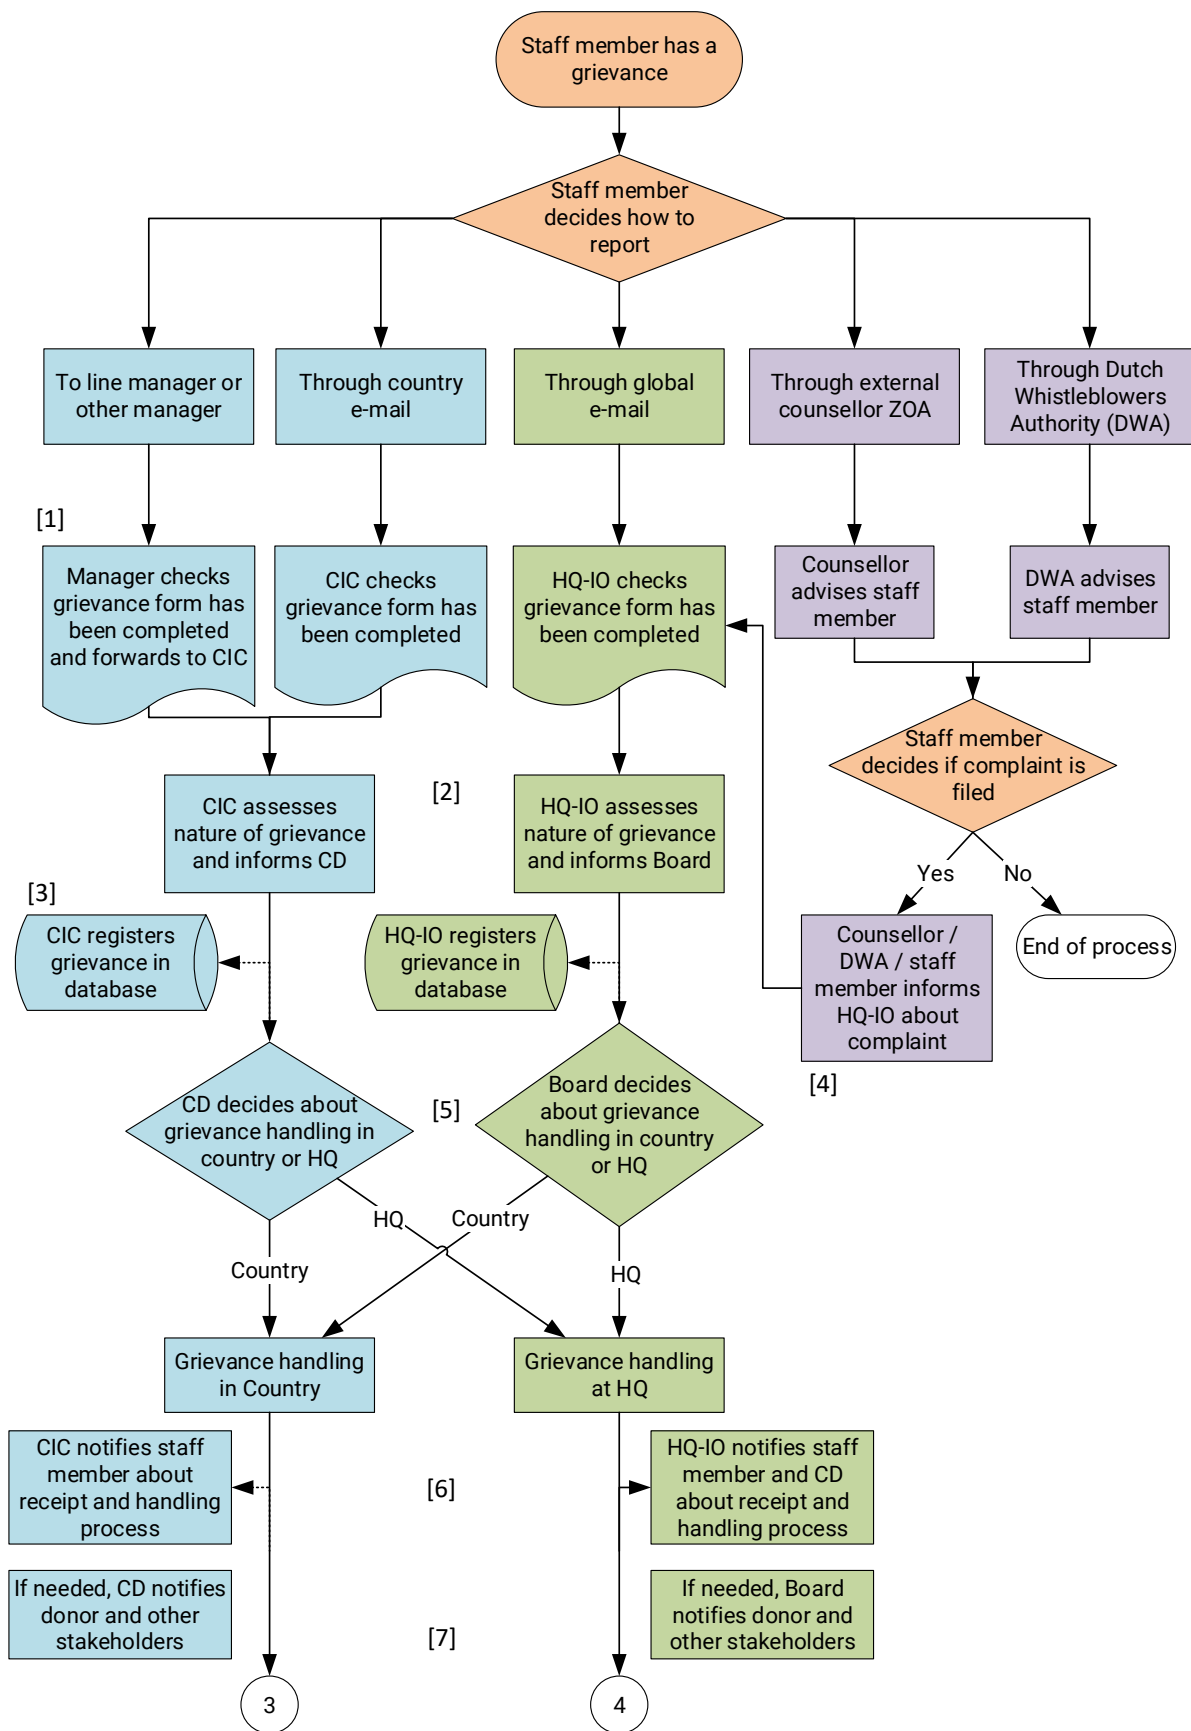 Staff member has a
grievance
Staff member
decides how to
report
To line manager or
other manager
Through country
e-mail
Through global
e-mail
Through external
counsellor ZOA
Through Dutch
Whistleblowers
Authority (DWA)
[1]
Manager checks
grievance form has
been completed
and forwards to CIC
CIC checks
grievance form has
been completed
HQ-IO checks
grievance form has
been completed
Counsellor
advises staff
member
DWA advises
staff member
Staff member
decides if complaint is
filed
[2]
CIC assesses
nature of grievance
and informs CD
HQ-IO assesses
nature of grievance
and informs Board
Yes
No
[3]
CIC registers
grievance in
database
HQ-IO registers
grievance in
database
Counsellor /
DWA / staff
member informs
HQ-IO about
complaint
End of process
[4]
CD decides about
grievance handling in
country or HQ
[5]
Board decides
about grievance
handling in country
or HQ
HQ
Country
Country
HQ
Grievance handling
in Country
Grievance handling
at HQ
CIC notifies staff
member about
receipt and handling
process
[6]
HQ-IO notifies staff
member and CD
about receipt and
handling process
If needed, CD notifies
donor and other
stakeholders
[7]
If needed, Board
notifies donor and
other stakeholders
3
4